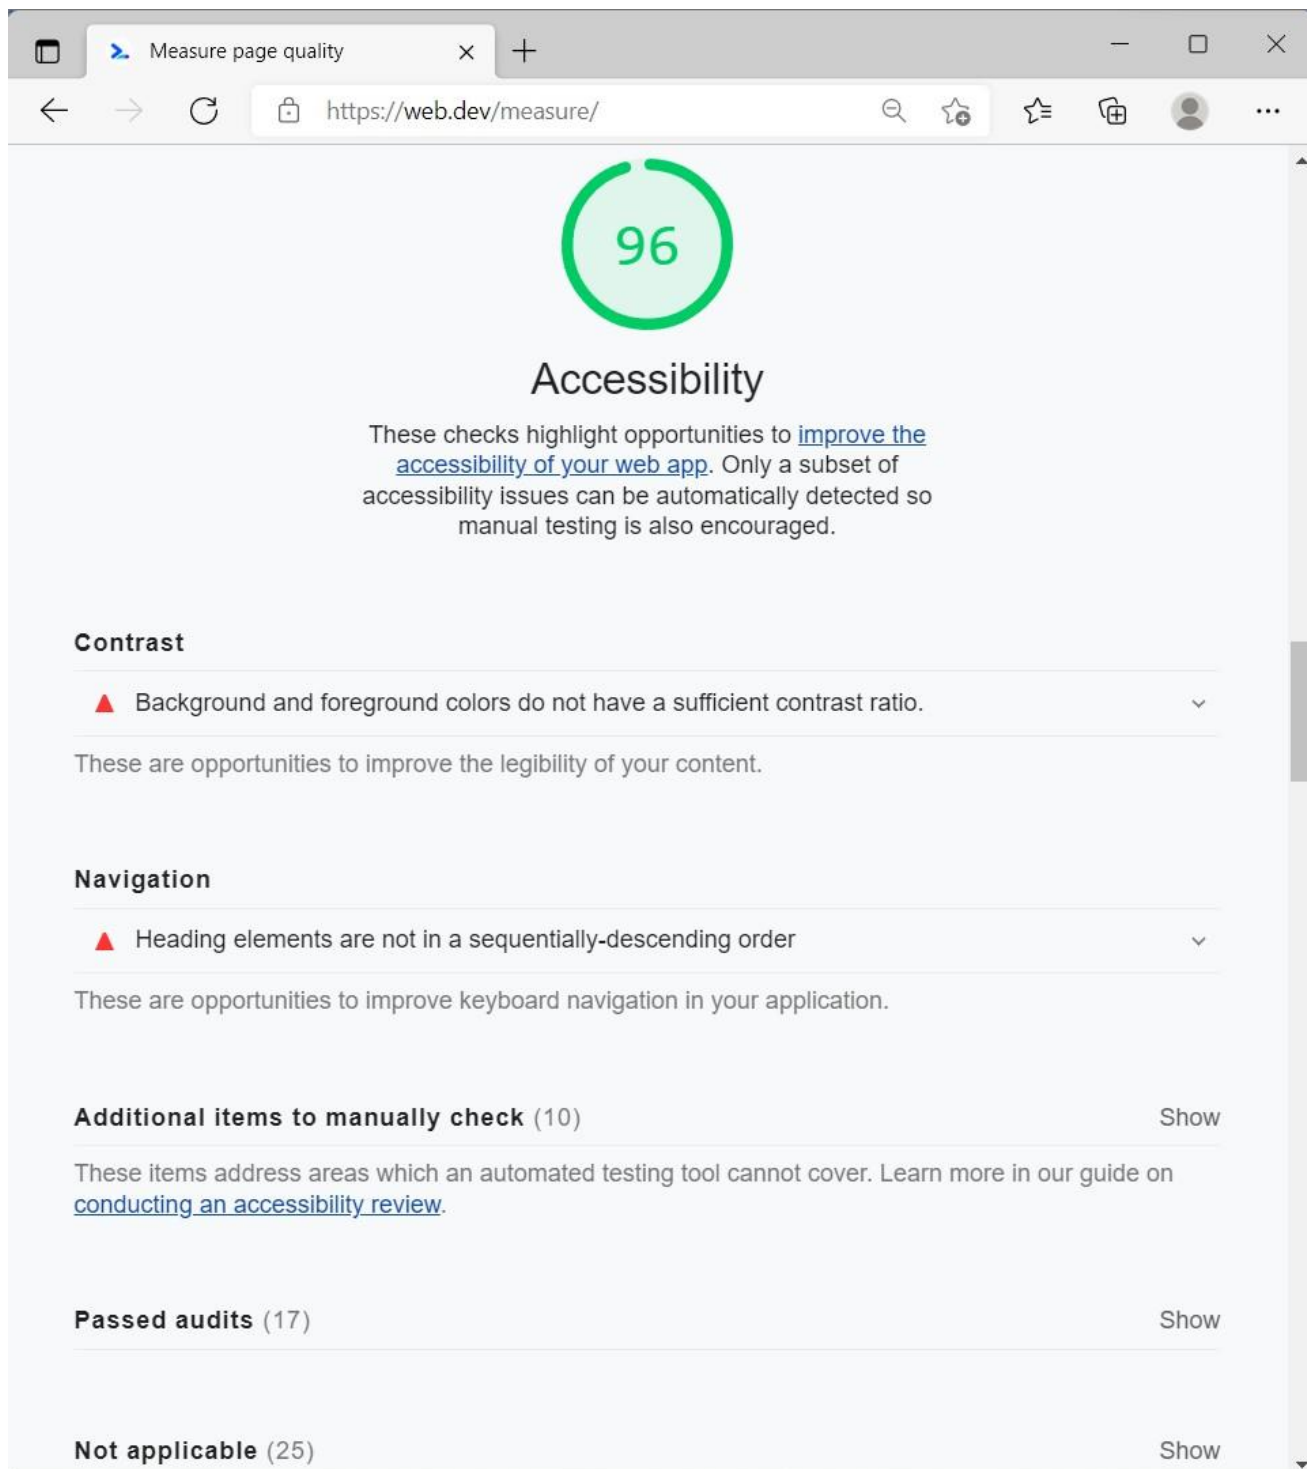 Measure page quality
https://web.dev/measure/
96
Accessibility
These checks highlight opportunities to improve the
accessibility of your web app. Only a subset of
accessibility issues can be automatically detected so
manual testing is also encouraged.
Contrast
Background and foreground colors do not have a sufficient contrast ratio.
These are opportunities to improve the legibility of your content.
Navigation
Heading elements are not in a sequentially-descending order
These are opportunities to improve keyboard navigation in your application.
Additional items to manually check (10) Show
These items address areas which an automated testing tool cannot cover. Learn more in our guide on
conducting an accessibility review.
Passed audits (17) Show
Not applicable (25) Show